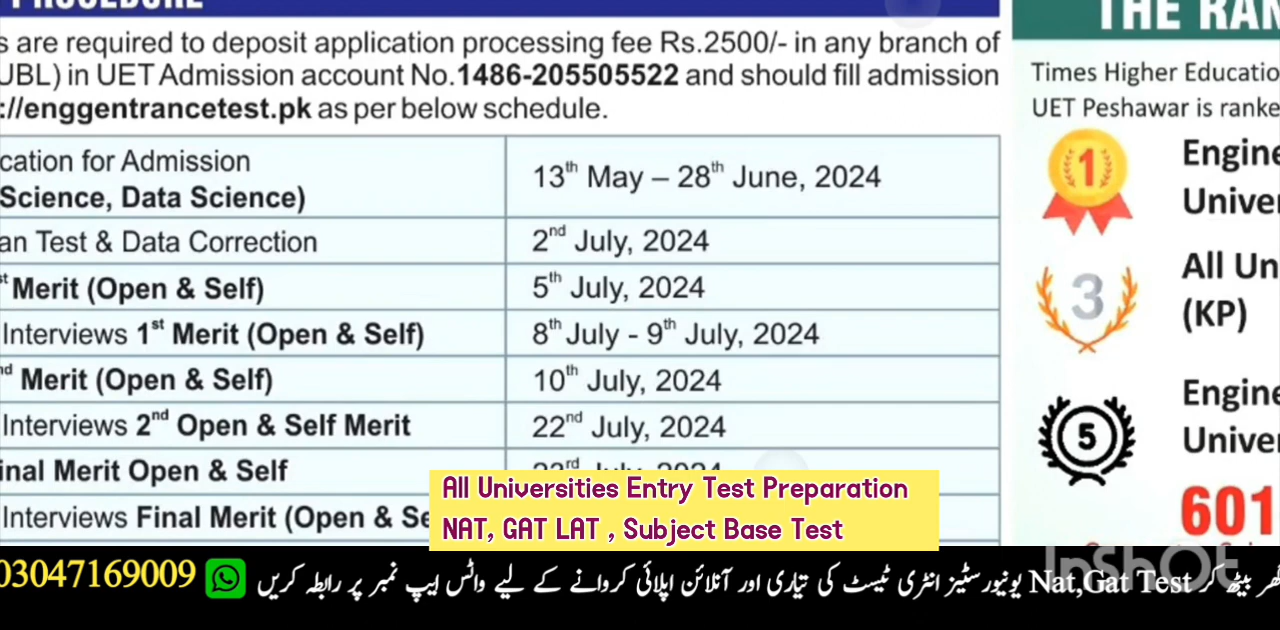 PROCEDURE
s are required to deposit application processing fee Rs.2500/- in any branch of
UBL) in UET Admission account No.1486-205505522 and should fill admission
://enggentrancetest.pk as per below schedule.
cation for Admission
Science, Data Science)
13th May – 28th June, 2024
an Test & Data Correction
2nd July, 2024
st Merit (Open & Self)
5th July, 2024
Interviews 1st Merit (Open & Self)
8th July - 9th July, 2024
nd Merit (Open & Self)
10th July, 2024
Interviews 2nd Open & Self Merit
22nd July, 2024
inal Merit Open & Self
23rd July, 2024
Interviews Final Merit (Open & Se
THE RAN
Times Higher Educatio
UET Peshawar is ranke
1
Engine
Univer
3
All Un
(KP)
5
Engine
Univer
601
All Universities Entry Test Preparation
NAT, GAT LAT , Subject Base Test
InShOt
ھر بیٹھ کر Nat,Gat Test یونیورسٹیز انٹری ٹیسٹ کی تیاری اور آنلائن اپلائی کروانے کے لیے واٹس ایپ نمبر پر رابطہ کریں 03047169009